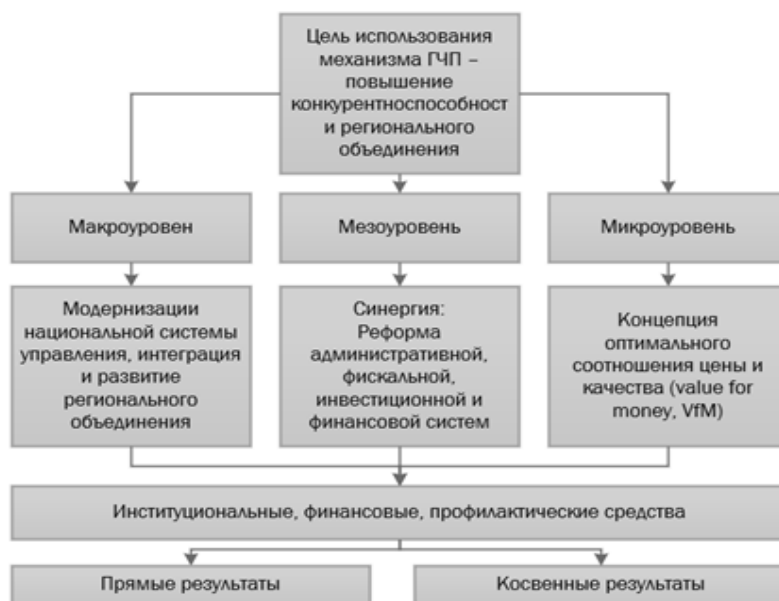 Цель использования
механизма ГЧП –
повышение
конкурентноспособност
и регионального
объединения
Макроуровен
Мезоуровень
Микроуровень
Модернизации
национальной системы
управления, интеграция
и развитие
регионального
объединения
Синергия:
Реформа
административной,
фискальной,
инвестиционной и
финансовой систем
Концепция
оптимального
соотношения цены и
качества (value for
money, VfM)
Институциональные, финансовые, профилактические средства
Прямые результаты
Косвенные результаты